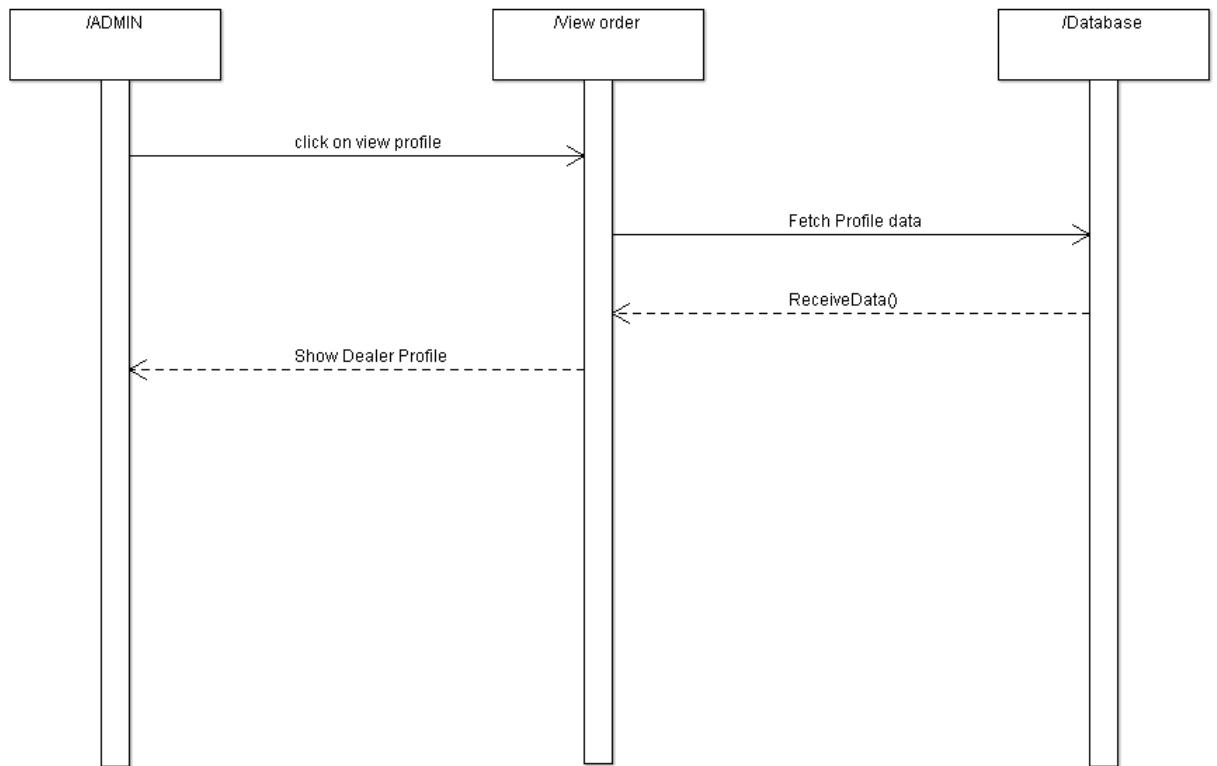 /ADMIN
/View order
/Database
click on view profile
Fetch Profile data
ReceiveData()
Show Dealer Profile